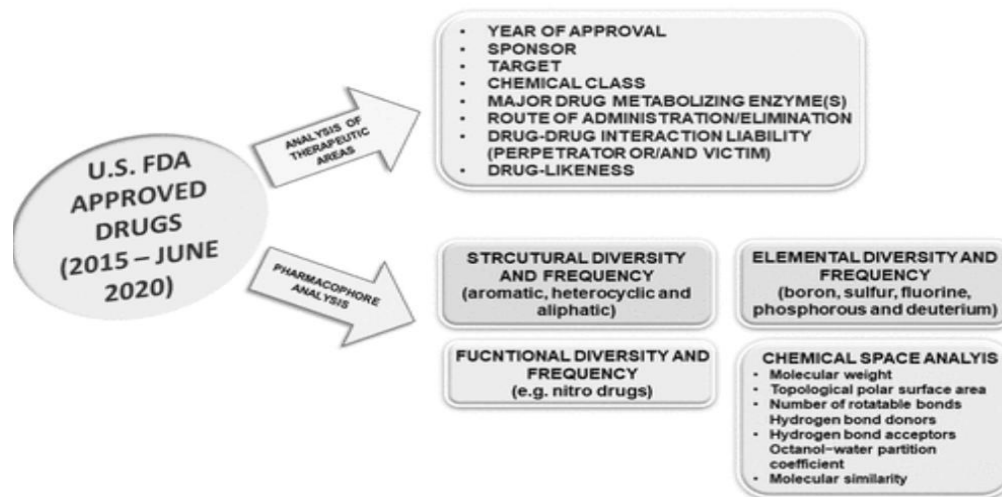 U.S. FDA
APPROVED
DRUGS
(2015 – JUNE
2020)
ANALYSIS OF
THERAPEUTIC
AREAS
• YEAR OF APPROVAL
• SPONSOR
• TARGET
• CHEMICAL CLASS
• MAJOR DRUG METABOLIZING ENZYME(S)
• ROUTE OF ADMINISTRATION/ELIMINATION
• DRUG-DRUG INTERACTION LIABILITY
(PERPETRATOR OR/AND VICTIM)
• DRUG-LIKENESS
PHARMACOPHORE
ANALYSIS
STRCUTURAL DIVERSITY
AND FREQUENCY
(aromatic, heterocyclic and
aliphatic)
ELEMENTAL DIVERSITY AND
FREQUENCY
(boron, sulfur, fluorine,
phosphorous and deuterium)
FUCNTIONAL DIVERSITY AND
FREQUENCY
(e.g. nitro drugs)
CHEMICAL SPACE ANALYIS
• Molecular weight
• Topological polar surface area
• Number of rotatable bonds
Hydrogen bond donors
• Hydrogen bond acceptors
Octanol−water partition
coefficient
• Molecular similarity